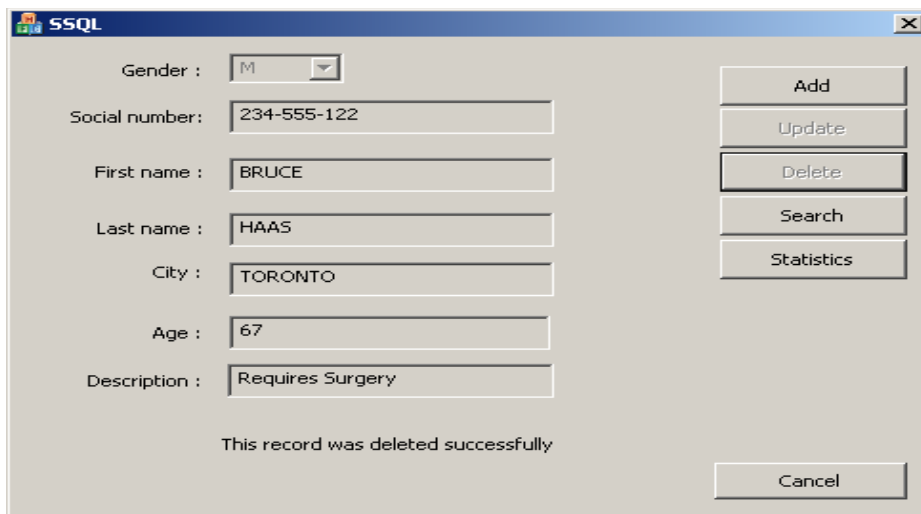 SSQL
Gender : M
Add
Social number: 234-555-122
Update
First name : BRUCE
Delete
Search
Last name : HAAS
Statistics
City : TORONTO
Age : 67
Description : Requires Surgery
This record was deleted successfully
Cancel